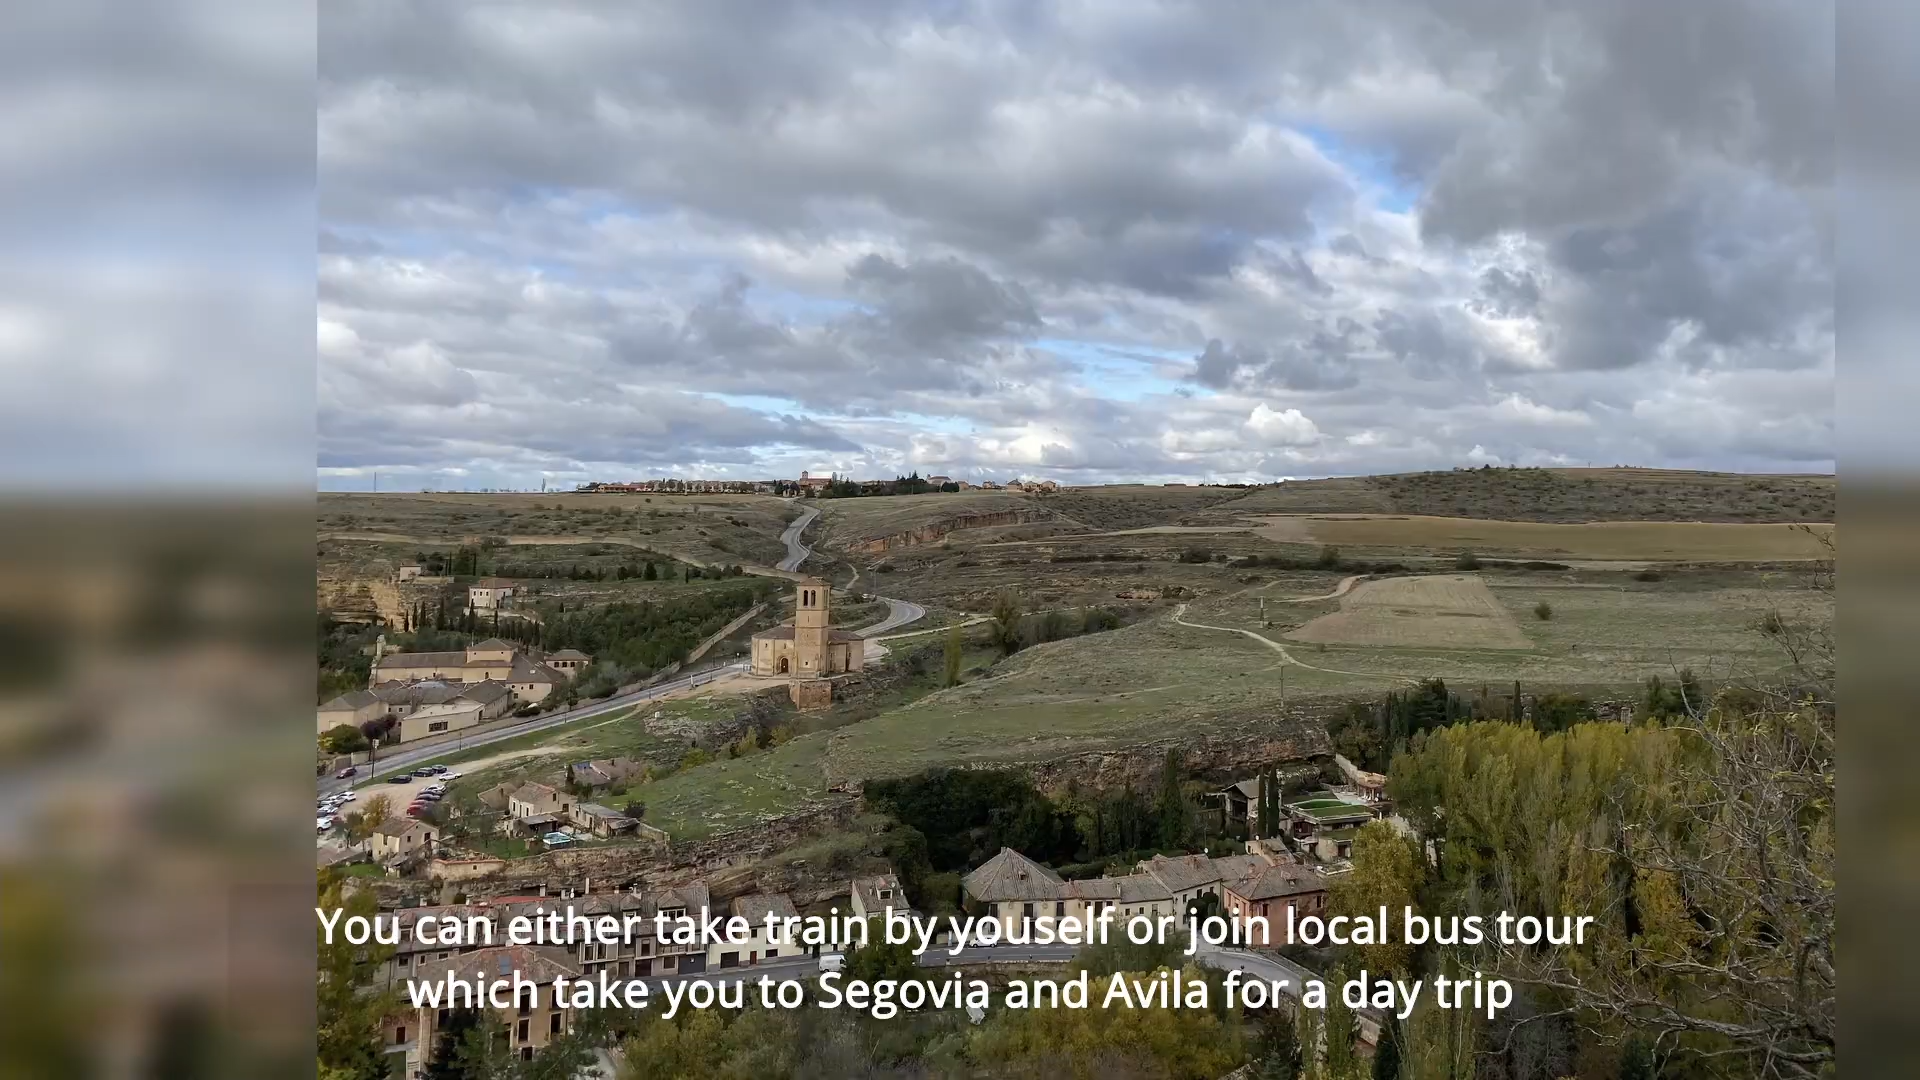 You can either take train by youself or join local bus tour
which take you to Segovia and Avila for a day trip